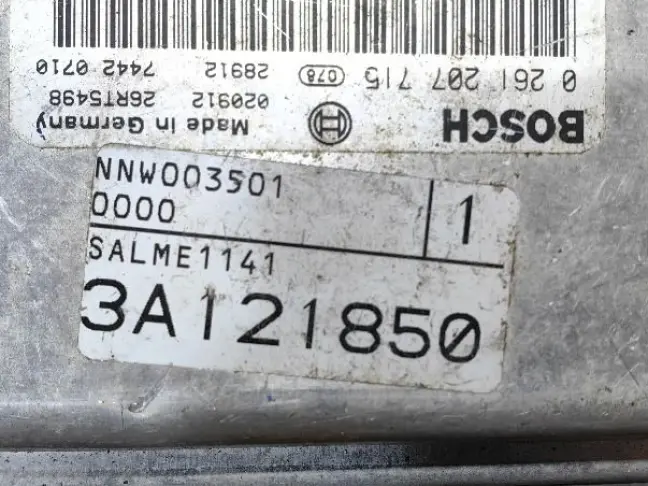 BOSCH
Made in Germany
0 261 207 715 078 28912 7442 0710
020912 26RT5498
NNW003501
0000
1
SALME1141
3A121850